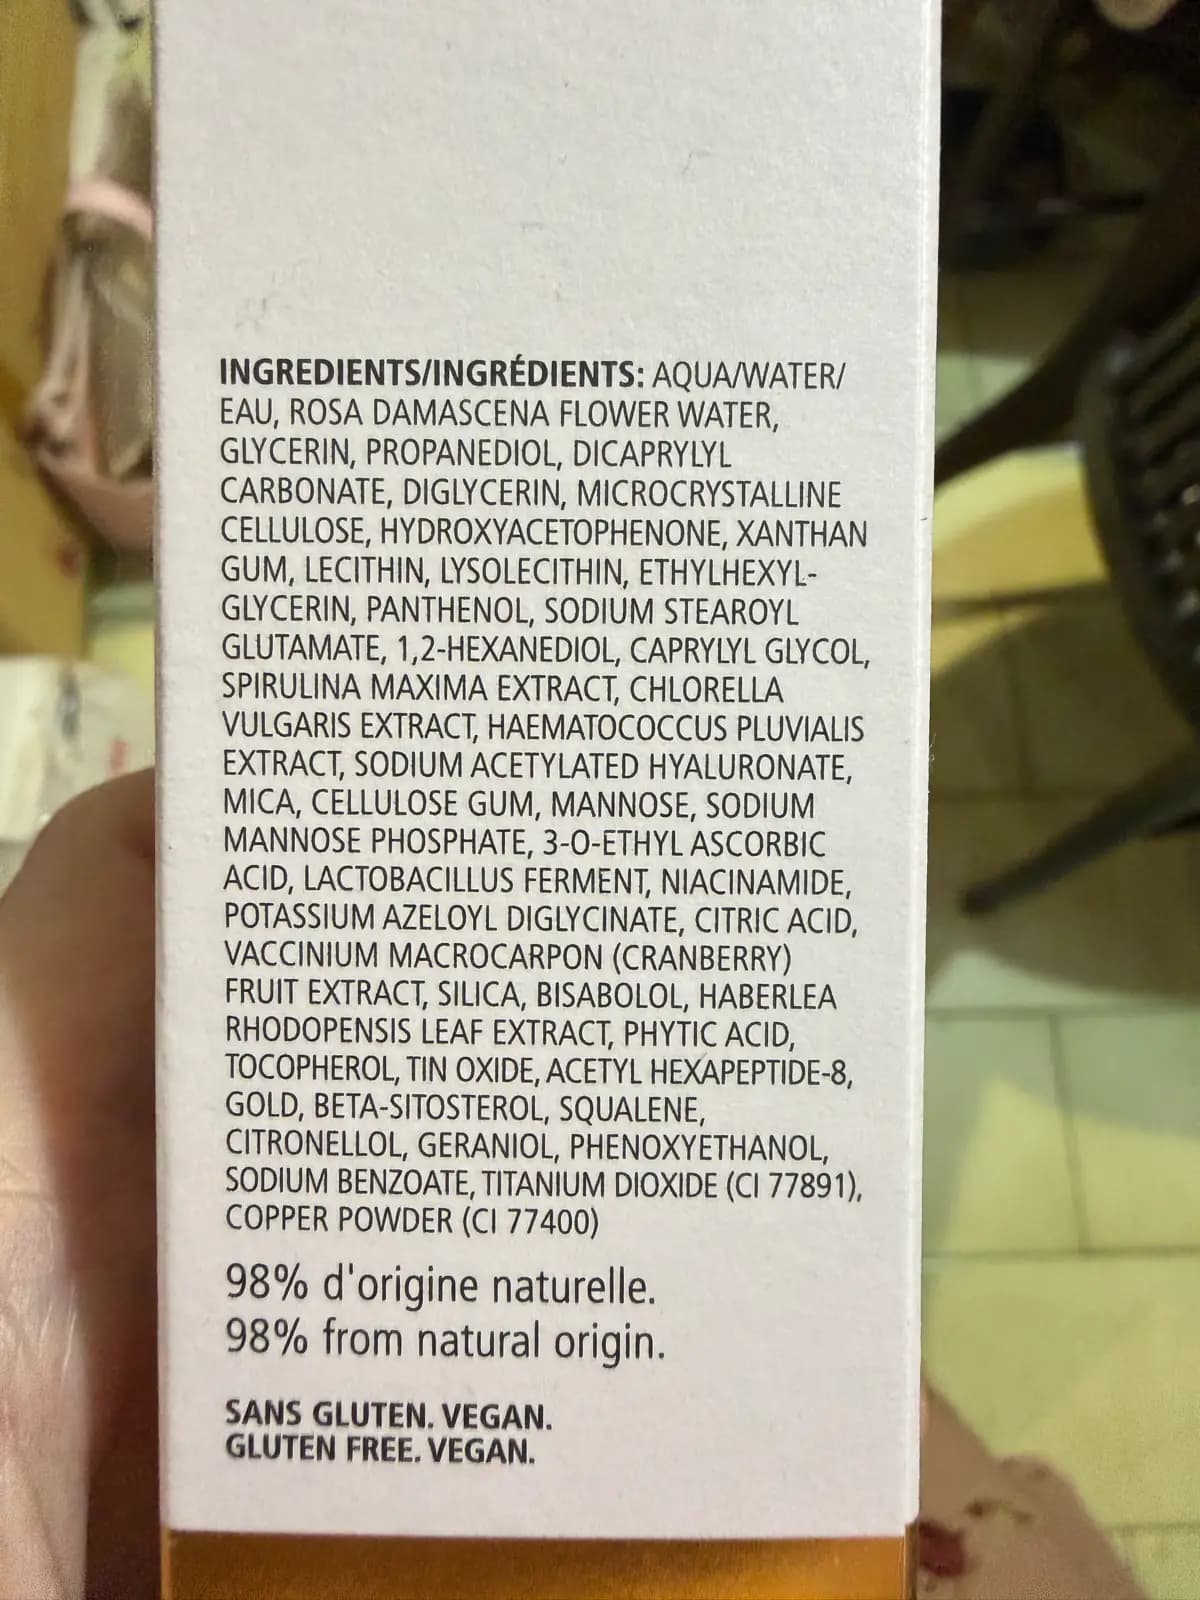 INGREDIENTS/INGRÉDIENTS: AQUA/WATER/
EAU, ROSA DAMASCENA FLOWER WATER,
GLYCERIN, PROPANEDIOL, DICAPRYLYL
CARBONATE, DIGLYCERIN, MICROCRYSTALLINE
CELLULOSE, HYDROXYACETOPHENONE, XANTHAN
GUM, LECITHIN, LYSOLECITHIN, ETHYLHEXYL-
GLYCERIN, PANTHENOL, SODIUM STEAROYL
GLUTAMATE, 1,2-HEXANEDIOL, CAPRYLYL GLYCOL,
SPIRULINA MAXIMA EXTRACT, CHLORELLA
VULGARIS EXTRACT, HAEMATOCOCCUS PLUVIALIS
EXTRACT, SODIUM ACETYLATED HYALURONATE,
MICA, CELLULOSE GUM, MANNOSE, SODIUM
MANNOSE PHOSPHATE, 3-O-ETHYL ASCORBIC
ACID, LACTOBACILLUS FERMENT, NIACINAMIDE,
POTASSIUM AZELOYL DIGLYCINATE, CITRIC ACID,
VACCINIUM MACROCARPON (CRANBERRY)
FRUIT EXTRACT, SILICA, BISABOLOL, HABERLEA
RHODOPENSIS LEAF EXTRACT, PHYTIC ACID,
TOCOPHEROL, TIN OXIDE, ACETYL HEXAPEPTIDE-8,
GOLD, BETA-SITOSTEROL, SQUALENE,
CITRONELLOL, GERANIOL, PHENOXYETHANOL,
SODIUM BENZOATE, TITANIUM DIOXIDE (CI 77891),
COPPER POWDER (CI 77400)
98% d'origine naturelle.
98% from natural origin.
SANS GLUTEN. VEGAN.
GLUTEN FREE. VEGAN.